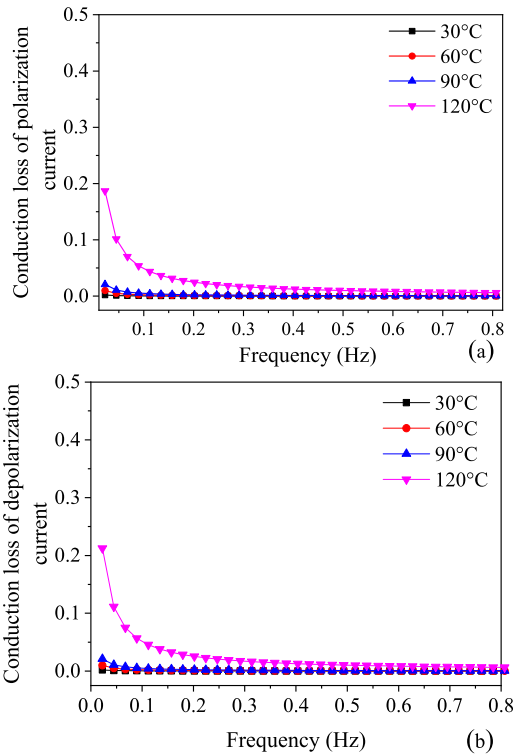 Conduction loss of polarization
current
0.5
0.4
0.3
0.2
0.1
0.0
30°C
60°C
90°C
120°C
0.1 0.2 0.3 0.4 0.5 0.6 0.7 0.8
Frequency (Hz)
(a)
Conduction loss of depolarization
current
0.5
0.4
0.3
0.2
0.1
0.0
30°C
60°C
90°C
120°C
0.0 0.1 0.2 0.3 0.4 0.5 0.6 0.7 0.8
Frequency (Hz)
(b)